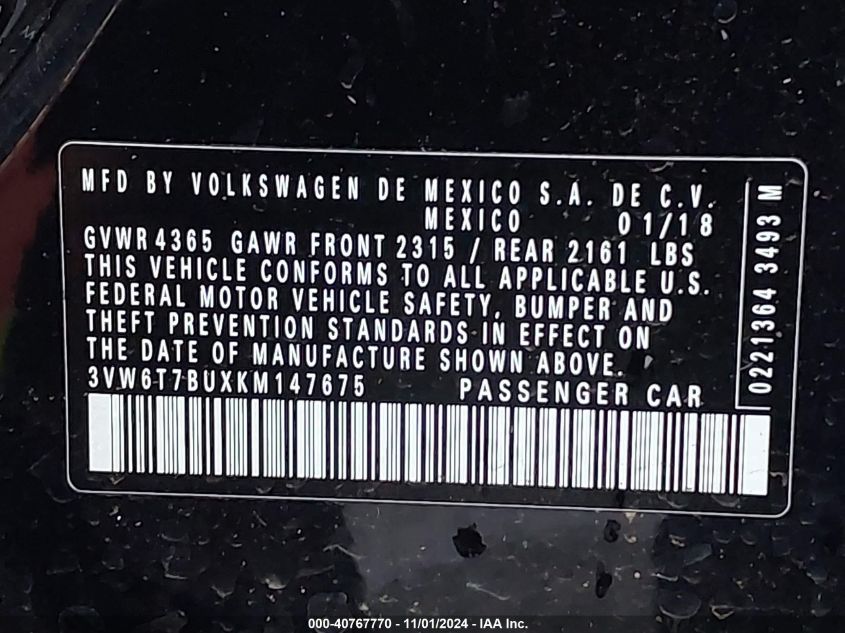 MFD BY VOLKSWAGEN DE MEXICO S.A. DE C.V.
MEXICO 01/18
GVWR 4365 GAWR FRONT 2315 / REAR 2161 LBS
THIS VEHICLE CONFORMS TO ALL APPLICABLE U.S.
FEDERAL MOTOR VEHICLE SAFETY, BUMPER AND
THEFT PREVENTION STANDARDS IN EFFECT ON
THE DATE OF MANUFACTURE SHOWN ABOVE.
3VW6T7BUXKM147675 PASSENGER CAR
0221364 3493 M
000-40767770 - 11/01/2024 - IAA Inc.